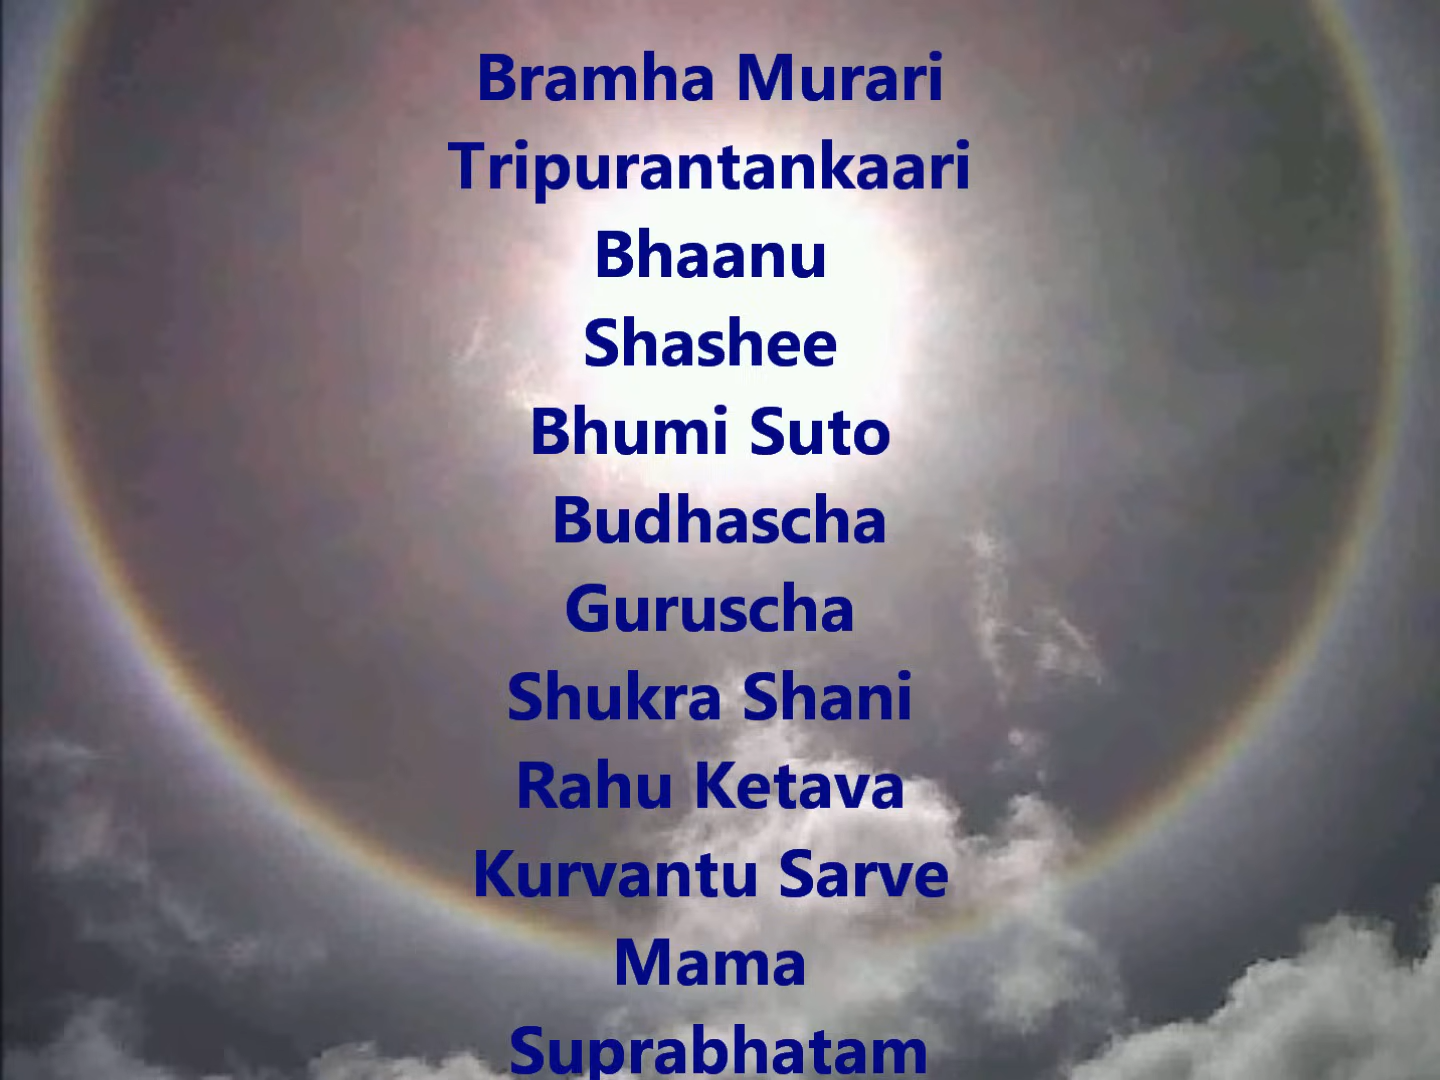 Bramha Murari
Tripurantankaari
Bhaanu
Shashee
Bhumi Suto
Budhascha
Guruscha
Shukra Shani
Rahu Ketava
Kurvantu Sarve
Mama
Suprabhatam